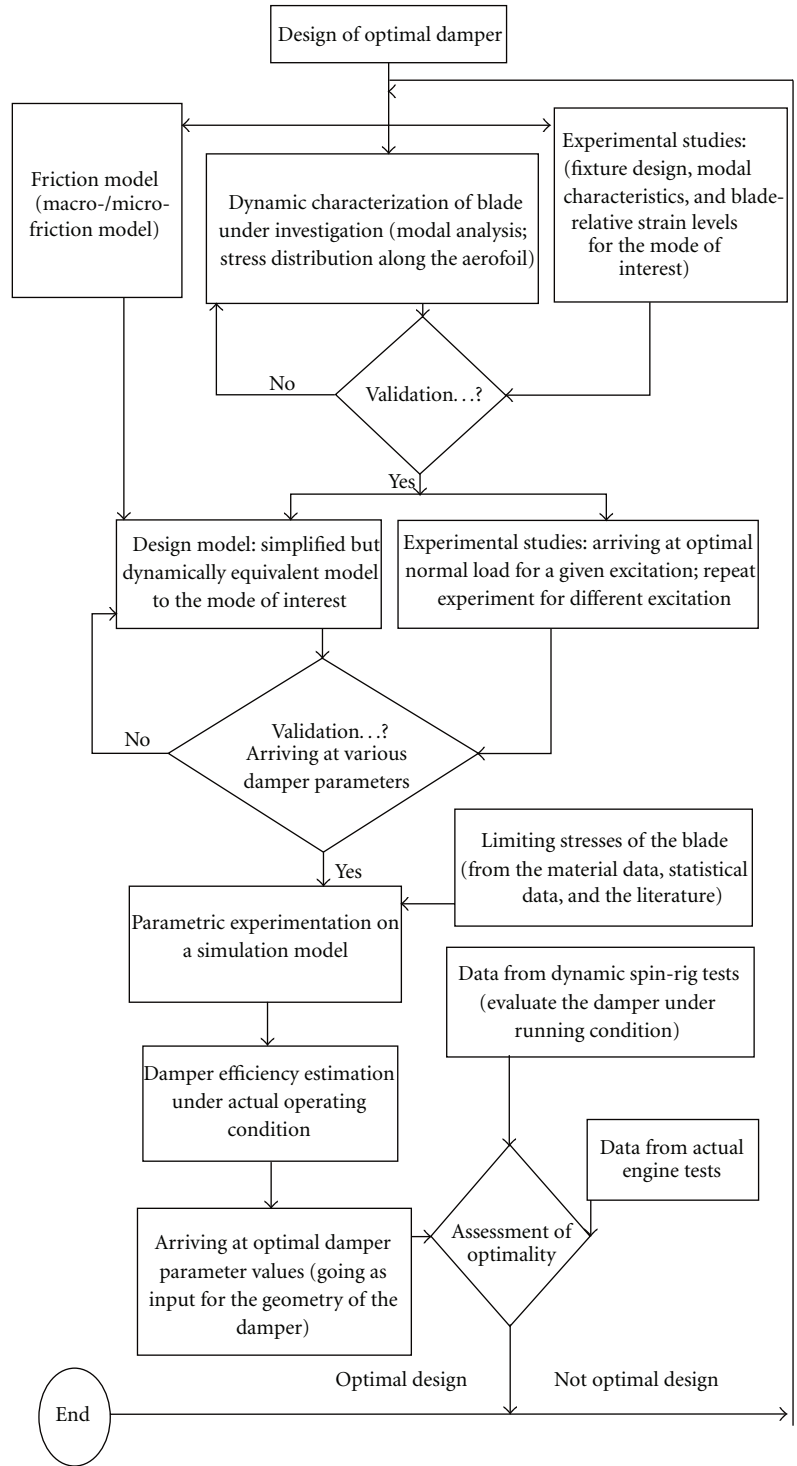 Design of optimal damper
Friction model
(macro-/micro-
friction model)
Dynamic characterization of blade
under investigation (modal analysis;
stress distribution along the aerofoil)
Experimental studies:
(fixture design, modal
characteristics, and blade-
relative strain levels
for the mode of
interest)
No
Validation...?
Yes
Design model: simplified but
dynamically equivalent model
to the mode of interest
Experimental studies: arriving at optimal
normal load for a given excitation; repeat
experiment for different excitation
No
Validation...?
Arriving at various
damper parameters
Yes
Limiting stresses of the blade
(from the material data, statistical
data, and the literature)
Parametric experimentation on
a simulation model
Data from dynamic spin-rig tests
(evaluate the damper under
running condition)
Damper efficiency estimation
under actual operating
condition
Data from actual
engine tests
Arriving at optimal damper
parameter values (going as
input for the geometry of the
damper)
Assessment of
optimality
Optimal design
Not optimal design
End